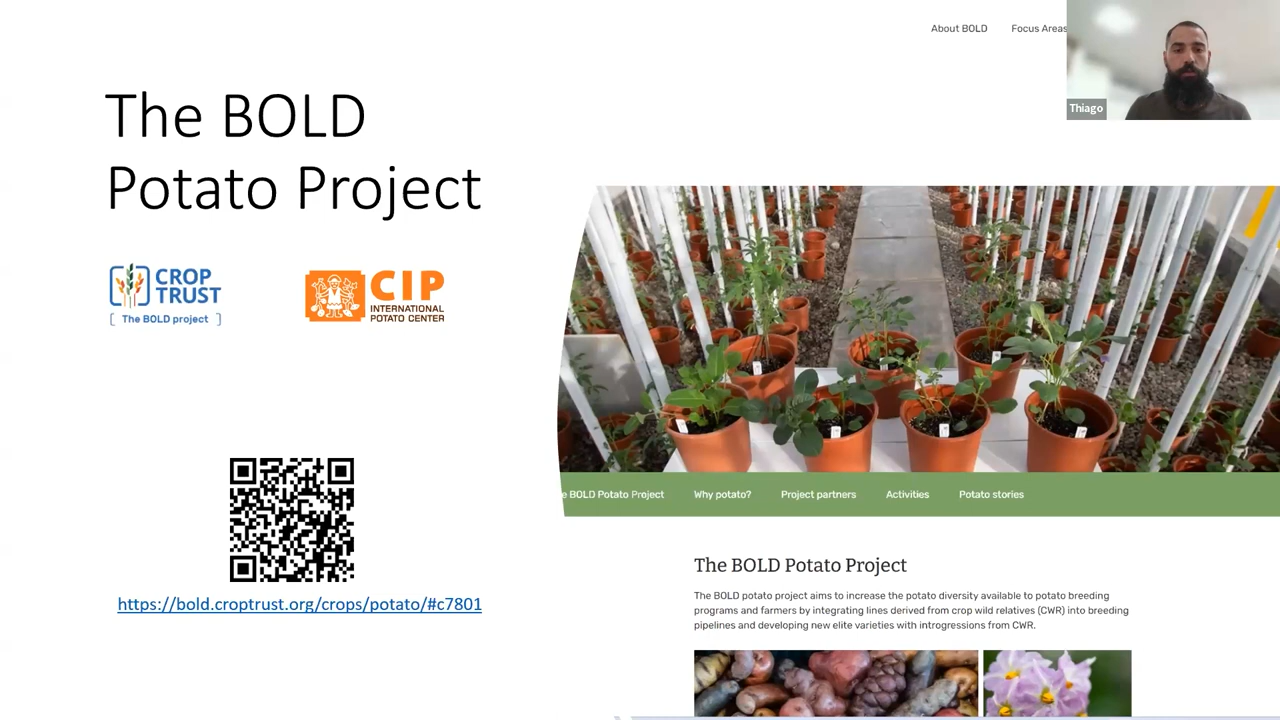 About BOLD
Focus Areas
Thiago
The BOLD
Potato Project
CROP
TRUST
[ The BOLD project ]
CIP
INTERNATIONAL
POTATO CENTER
https://bold.croptrust.org/crops/potato/#c7801
e BOLD Potato Project
Why potato?
Project partners
Activities
Potato stories
The BOLD Potato Project
The BOLD potato project aims to increase the potato diversity available to potato breeding
programs and farmers by integrating lines derived from crop wild relatives (CWR) into breeding
pipelines and developing new elite varieties with introgressions from CWR.